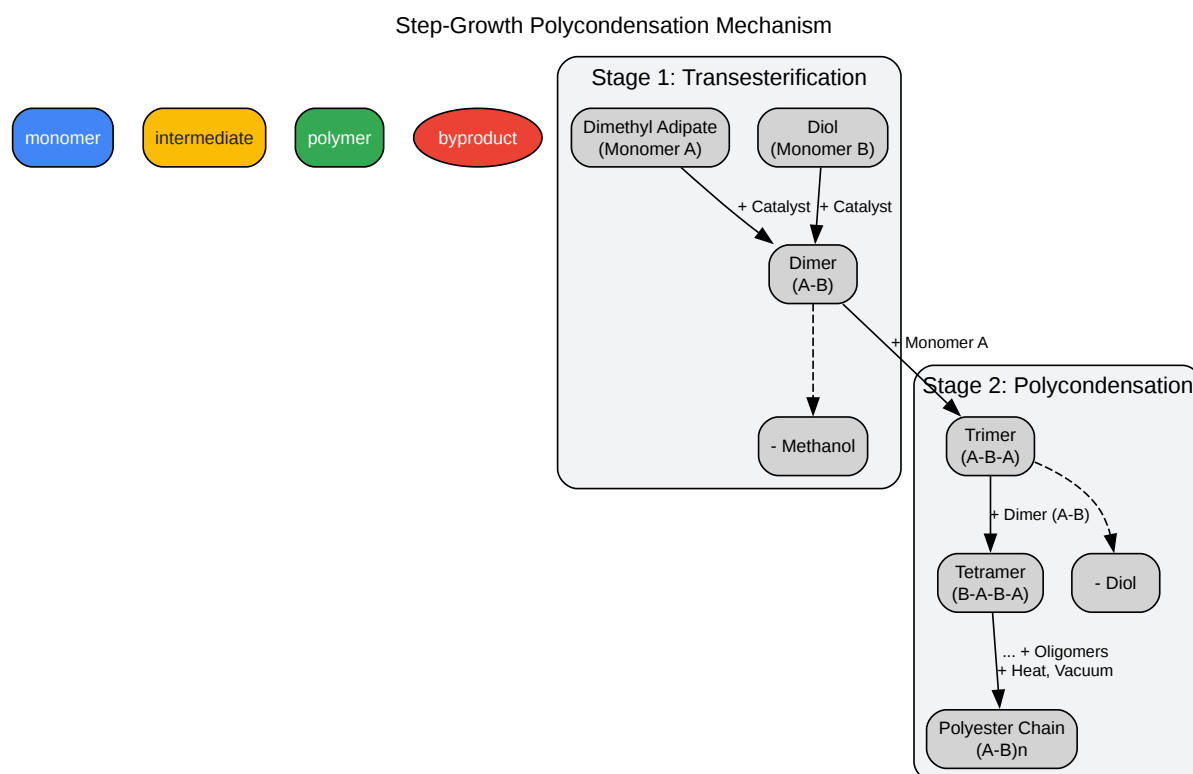 Step-Growth Polycondensation Mechanism
monomer
intermediate
polymer
byproduct
Stage 1: Transesterification
Dimethyl Adipate
(Monomer A)
Diol
(Monomer B)
+ Catalyst
+ Catalyst
Dimer
(A-B)
+ Monomer A
- Methanol
Stage 2: Polycondensation
Trimer
(A-B-A)
+ Dimer (A-B)
Tetramer
(B-A-B-A)
- Diol
... + Oligomers
+ Heat, Vacuum
Polyester Chain
(A-B)n